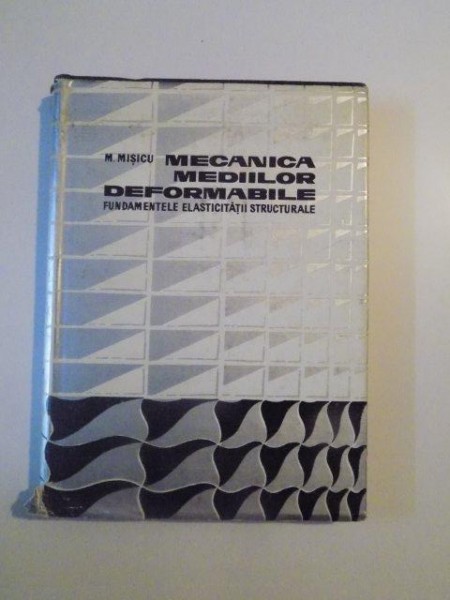 M. MIȘICU MECANICA
MEDIILOR
DEFORMABILE
FUNDAMENTELE ELASTICITĂȚII STRUCTURALE